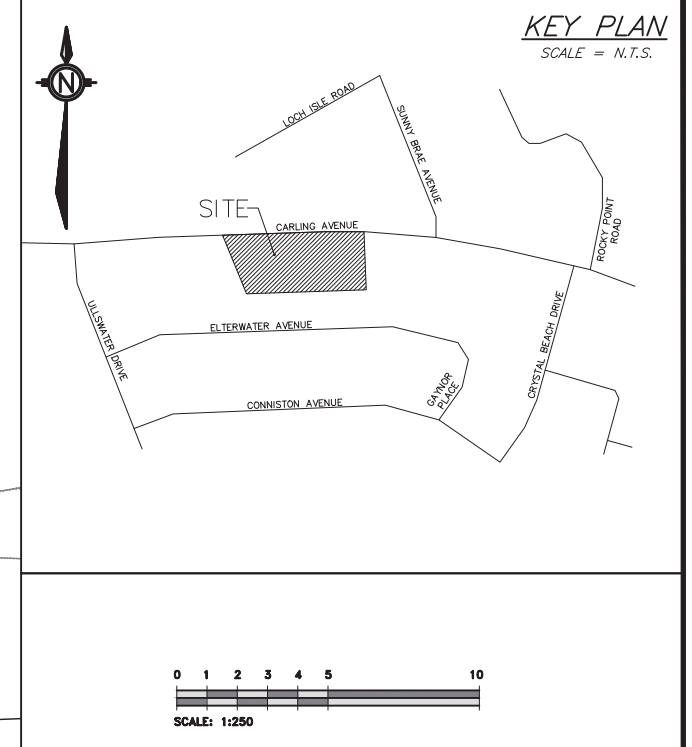 KEY PLAN
SCALE = N.T.S.
N
LOCH ISLE ROAD
SUNNY BRAE AVENUE
SITE
CARLING AVENUE
ROCKY POINT
ROAD
ULLSWATER DRIVE
ELTERWATER AVENUE
CRYSTAL BEACH DRIVE
GAYNOR
PLACE
CONNISTON AVENUE
0 1 2 3 4 5 10
SCALE: 1:250